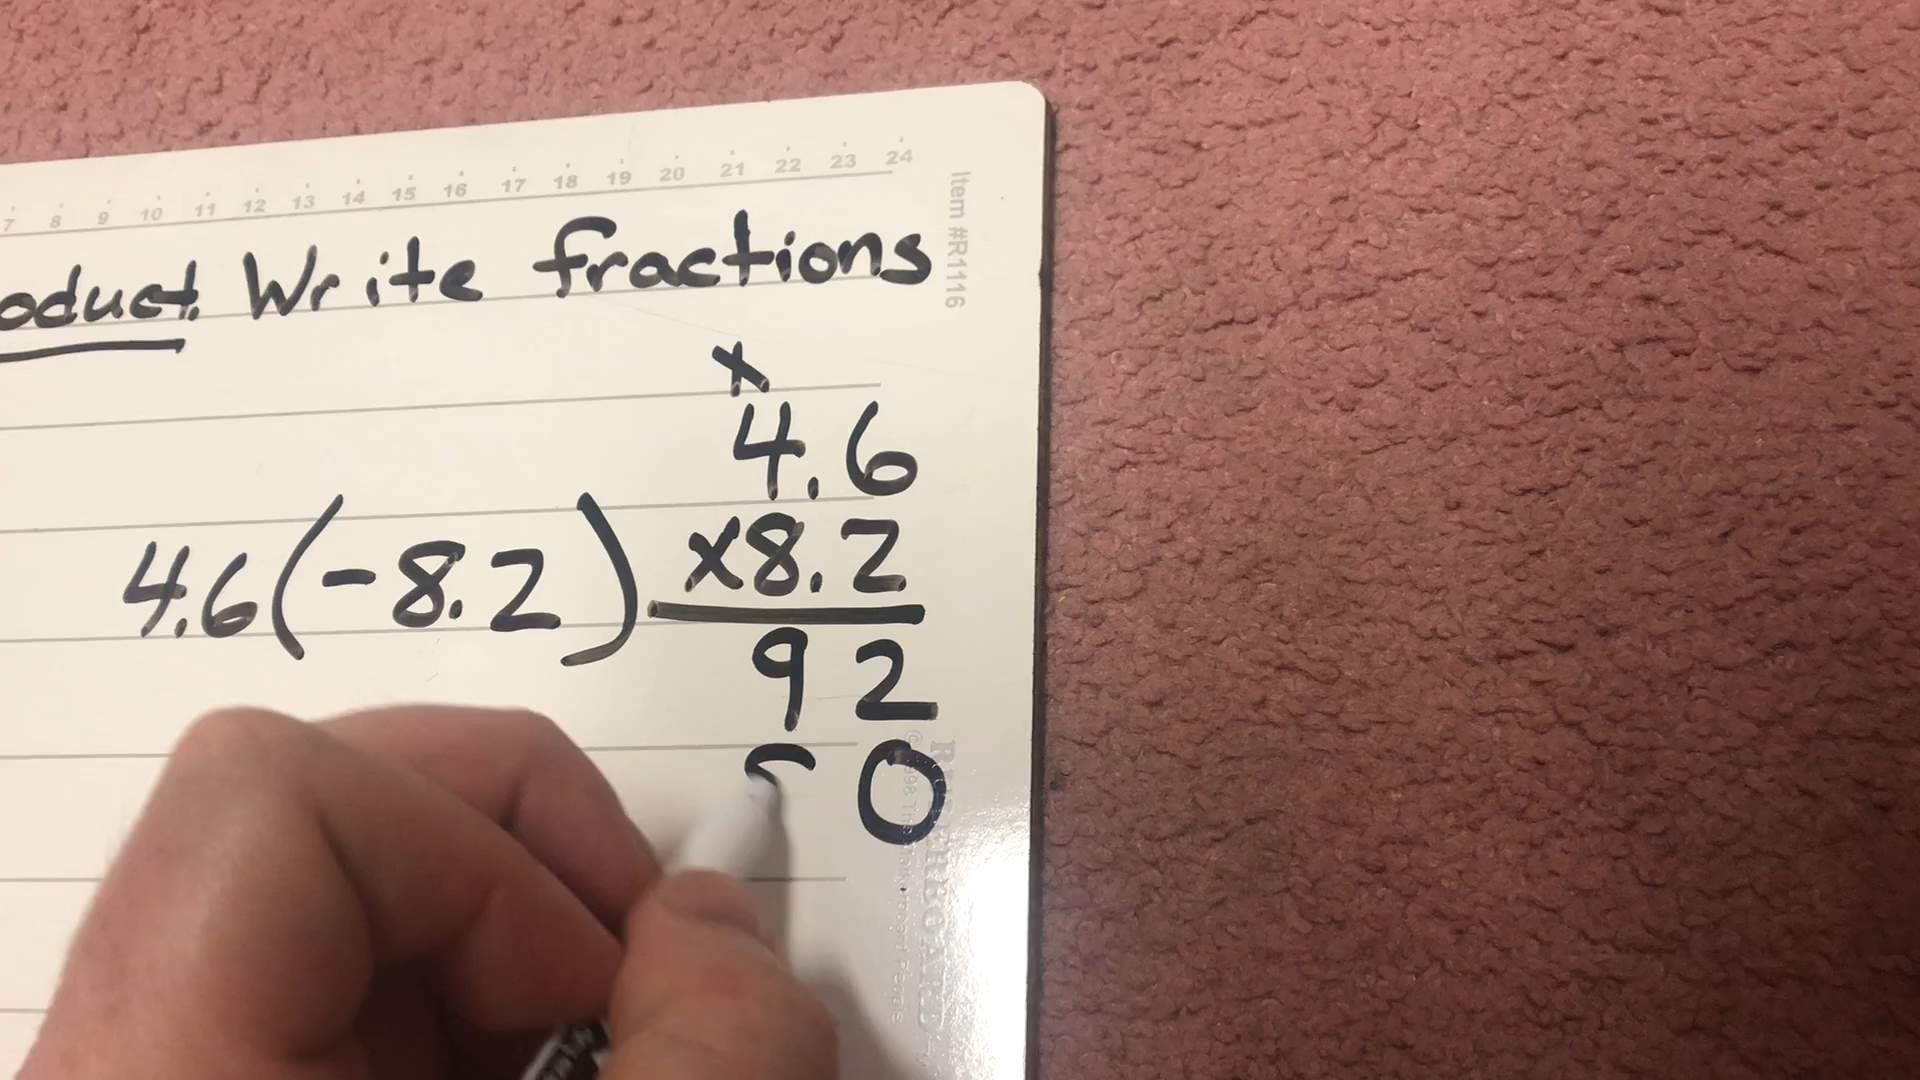 7 8 9 10 11 12 13 14 15 16 17 18 19 20 21 22 23 24
Item #R1116
oduct. Write fractions
x
4.6
4.6(-8.2) x8.2
92
0